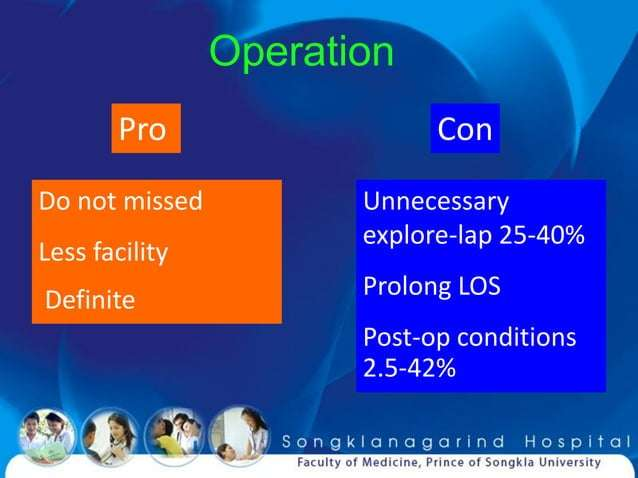 Operation
Pro
Con
Do not missed
Less facility
Definite
Unnecessary
explore-lap 25-40%
Prolong LOS
Post-op conditions
2.5-42%
Songklanagarind Hospital
Faculty of Medicine, Prince of Songkla University